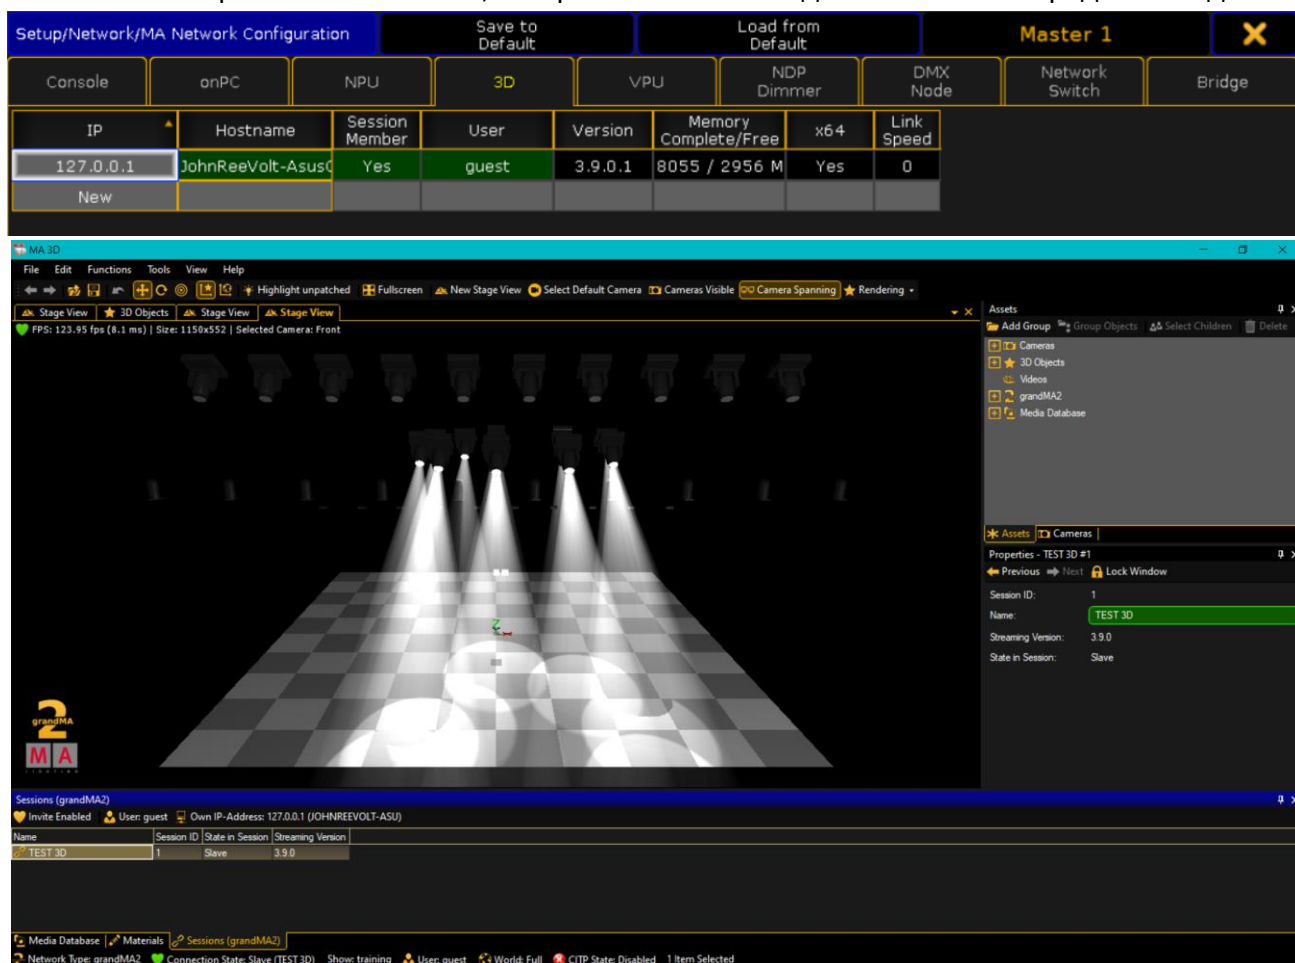 Setup/Network/MA Network Configuration
Save to Default
Load from Default
Master 1
Console
onPC
NPU
3D
VPU
NDP Dimmer
DMX Node
Network Switch
Bridge
IP
Hostname
Session Member
User
Version
Memory Complete/Free
x64
Link Speed
127.0.0.1
JohnReeVolt-Asus
Yes
guest
3.9.0.1
8055 / 2956 M
Yes
0
New
MA 3D
File Edit Functions Tools View Help
Highlight unpatched Fullscreen New Stage View Select Default Camera Cameras Visible Camera Spanning Rendering
Stage View 3D Objects Stage View Stage View
FPS: 123.95 fps (8.1 ms) | Size: 1150x552 | Selected Camera: Front
Z
2
grandMA
MA
LIGHTING
Assets
Add Group Group Objects Select Children Delete
Cameras
3D Objects
Videos
grandMA2
Media Database
Assets Cameras
Properties - TEST 3D #1
Previous Next Lock Window
Session ID: 1
Name: TEST 3D
Streaming Version: 3.9.0
State in Session: Slave
Sessions (grandMA2)
Invite Enabled User: guest Own IP-Address: 127.0.0.1 (JOHNREEVOLT-ASU)
Name Session ID State in Session Streaming Version
TEST 3D 1 Slave 3.9.0
Media Database Materials Sessions (grandMA2)
Network Type: grandMA2 Connection State: Slave (TEST 3D) Show: training User: guest World: Full CITP State: Disabled 1 Item Selected